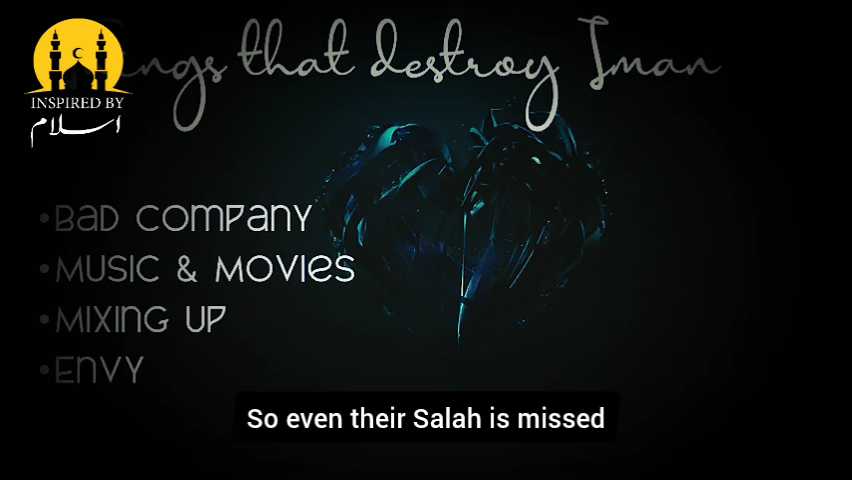 ings that destroy Iman
INSPIRED BY
اسلام
•BAD COMPANY
•MUSIC & MOVIES
•MIXING UP
•ENVY
So even their Salah is missed